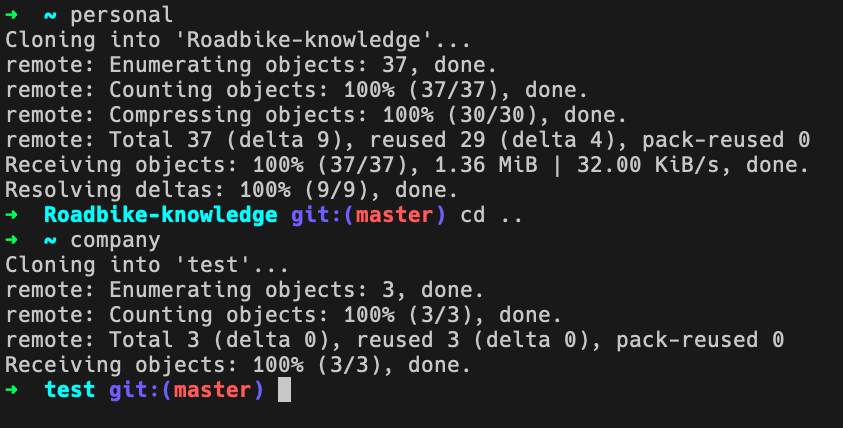 ➜  ~ personal
Cloning into 'Roadbike-knowledge'...
remote: Enumerating objects: 37, done.
remote: Counting objects: 100% (37/37), done.
remote: Compressing objects: 100% (30/30), done.
remote: Total 37 (delta 9), reused 29 (delta 4), pack-reused 0
Receiving objects: 100% (37/37), 1.36 MiB | 32.00 KiB/s, done.
Resolving deltas: 100% (9/9), done.
➜  Roadbike-knowledge git:(master) cd ..
➜  ~ company
Cloning into 'test'...
remote: Enumerating objects: 3, done.
remote: Counting objects: 100% (3/3), done.
remote: Total 3 (delta 0), reused 3 (delta 0), pack-reused 0
Receiving objects: 100% (3/3), done.
➜  test git:(master)